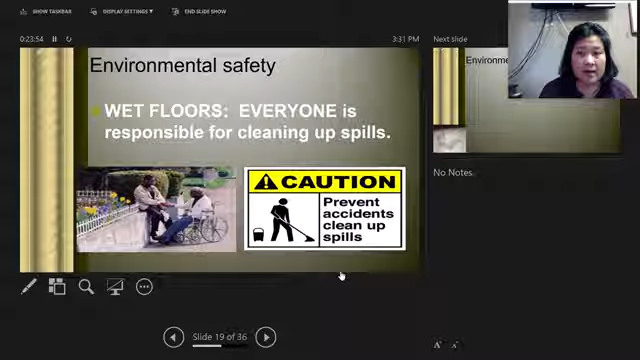 SHOW TASKBAR
DISPLAY SETTINGS ▼
END SLIDE SHOW
0:23:54
3:31 PM
Next slide
Environmental safety
WET FLOORS: EVERYONE is
responsible for cleaning up spills.
CAUTION
Prevent
accidents
clean up
spills
Environme
No Notes.
Slide 19 of 36
A
A